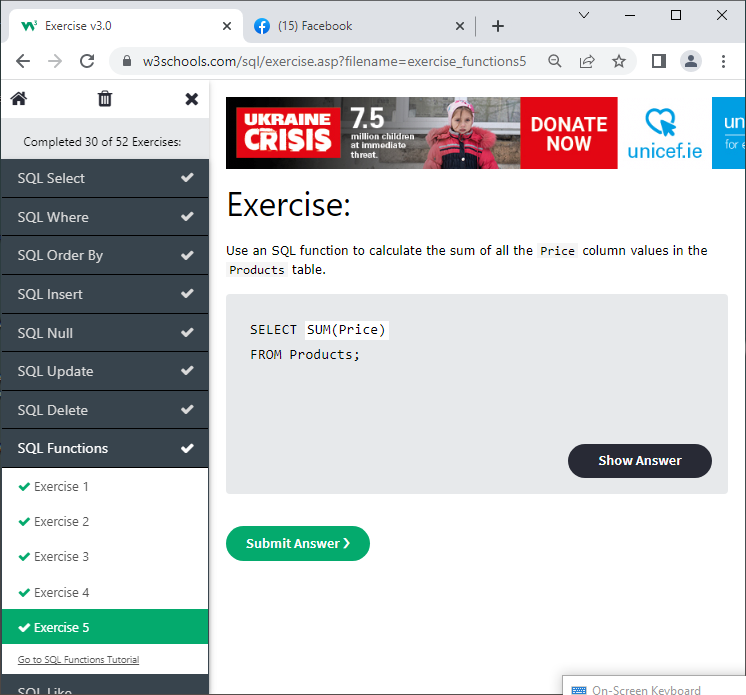 Exercise v3.0
(15) Facebook
w3schools.com/sql/exercise.asp?filename=exercise_functions5
Completed 30 of 52 Exercises:
SQL Select
SQL Where
SQL Order By
SQL Insert
SQL Null
SQL Update
SQL Delete
SQL Functions
Exercise 1
Exercise 2
Exercise 3
Exercise 4
Exercise 5
Go to SQL Functions Tutorial
SQL Like
UKRAINE
CRISIS
7.5
million children
at immediate
threat.
DONATE
NOW
unicef.ie
un
for e
Exercise:
Use an SQL function to calculate the sum of all the Price column values in the
Products table.
SELECT SUM(Price)
FROM Products;
Show Answer
Submit Answer ❯
On-Screen Keyboard